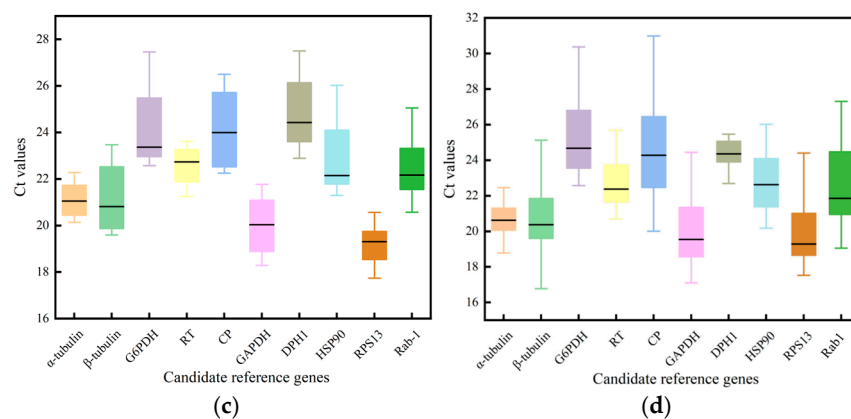 28
26
24
22
20
18
16
Ct values
α-tubulin
β-tubulin
G6PDH
RT
CP
GAPDH
DPH1
HSP90
RPS13
Rab-1
Candidate reference genes
(c)
32
30
28
26
24
22
20
18
16
Ct values
α-tubulin
β-tubulin
G6PDH
RT
CP
GAPDH
DPH1
HSP90
RPS13
Rab1
Candidate reference genes
(d)